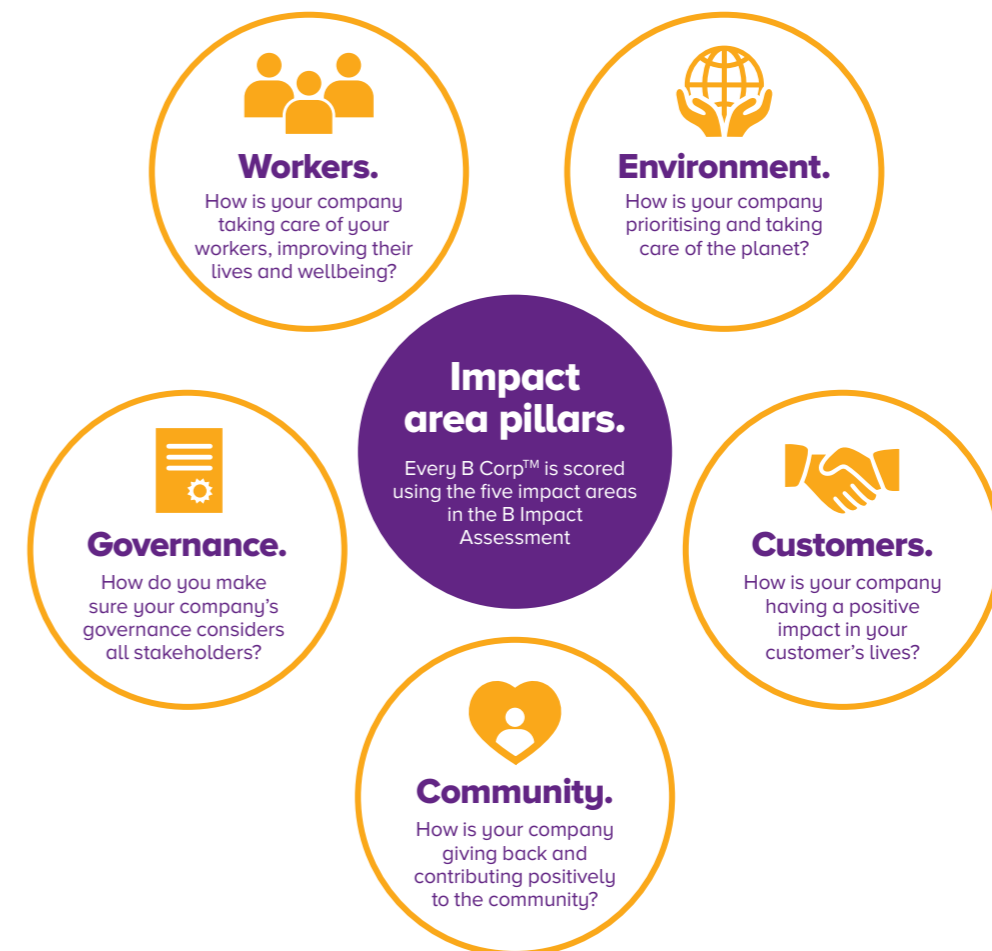 Workers.
How is your company
taking care of your
workers, improving their
lives and wellbeing?
Environment.
How is your company
prioritising and taking
care of the planet?
Impact
area pillars.
Every B Corp™ is scored
using the five impact areas
in the B Impact
Assessment
Governance.
How do you make
sure your company’s
governance considers
all stakeholders?
Customers.
How is your company
having a positive
impact in your
customer’s lives?
Community.
How is your company
giving back and
contributing positively
to the community?